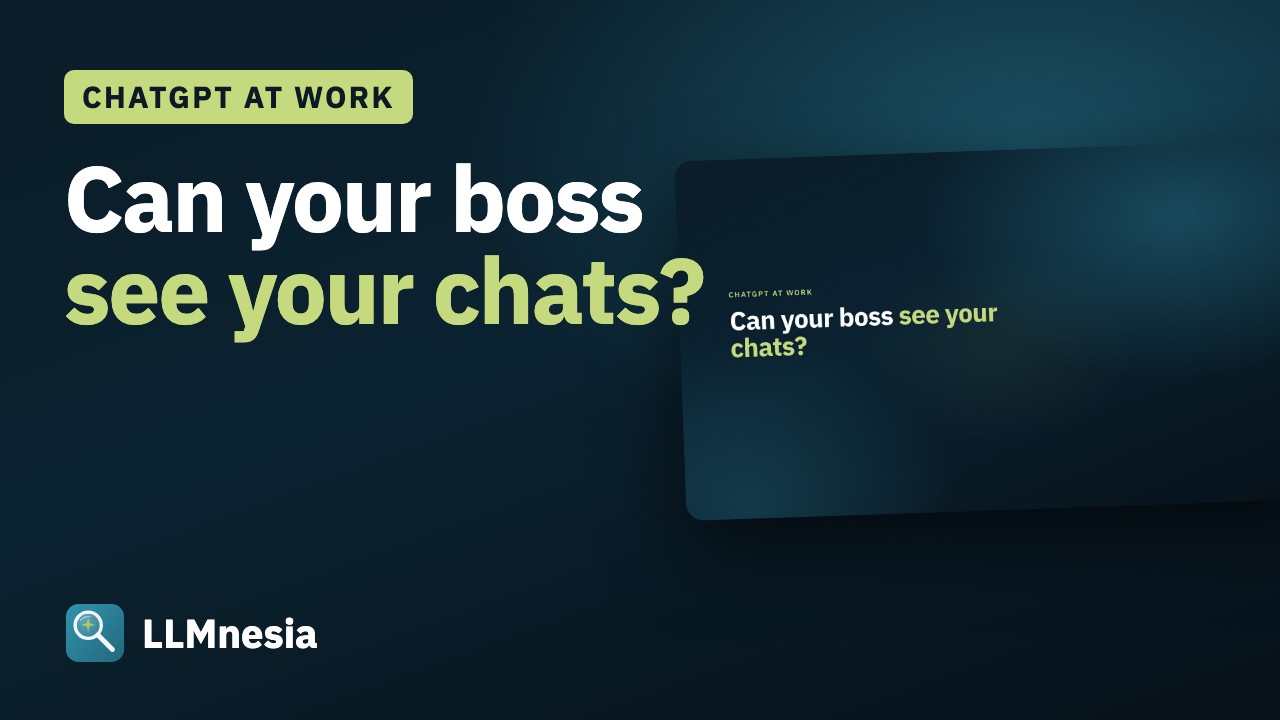 CHATGPT AT WORK
Can your boss
see your chats?
CHATGPT AT WORK
Can your boss see your
chats?
LLMnesia